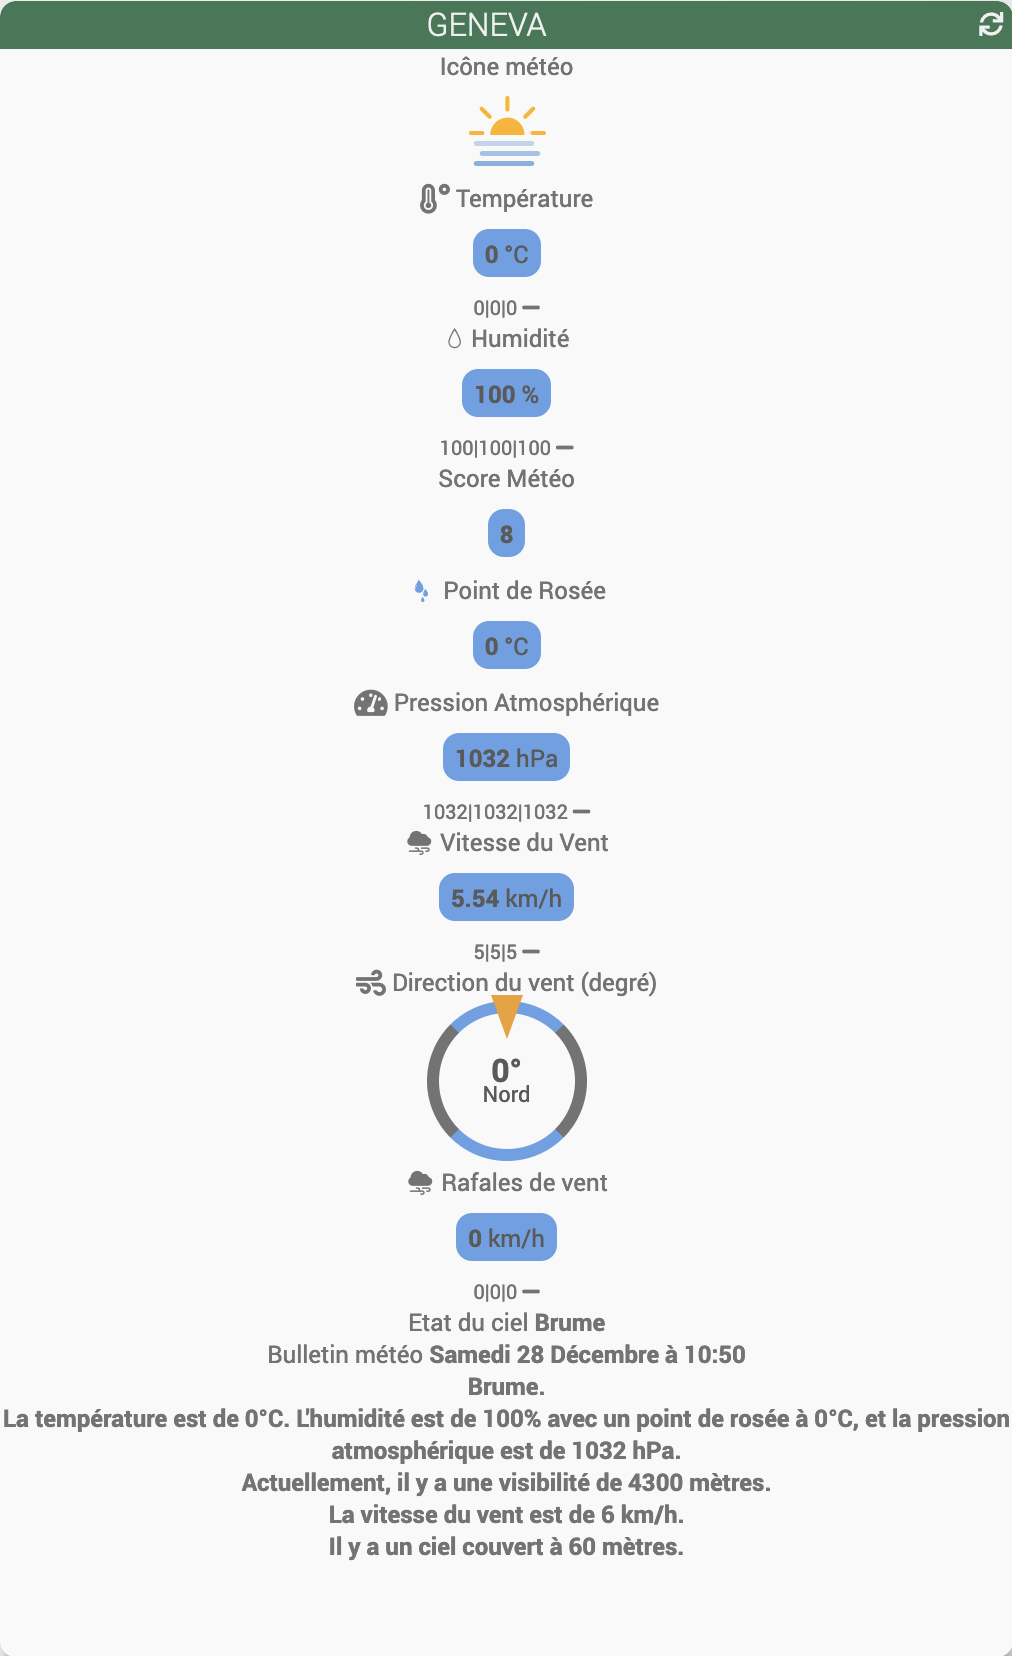 GENEVA
Icône météo
Température
0 °C
0|0|0
Humidité
100 %
100|100|100
Score Météo
8
Point de Rosée
0 °C
Pression Atmosphérique
1032 hPa
1032|1032|1032
Vitesse du Vent
5.54 km/h
5|5|5
Direction du vent (degré)
0°
Nord
Rafales de vent
0 km/h
0|0|0
Etat du ciel Brume
Bulletin météo Samedi 28 Décembre à 10:50
Brume.
La température est de 0°C. L'humidité est de 100% avec un point de rosée à 0°C, et la pression
atmosphérique est de 1032 hPa.
Actuellement, il y a une visibilité de 4300 mètres.
La vitesse du vent est de 6 km/h.
Il y a un ciel couvert à 60 mètres.